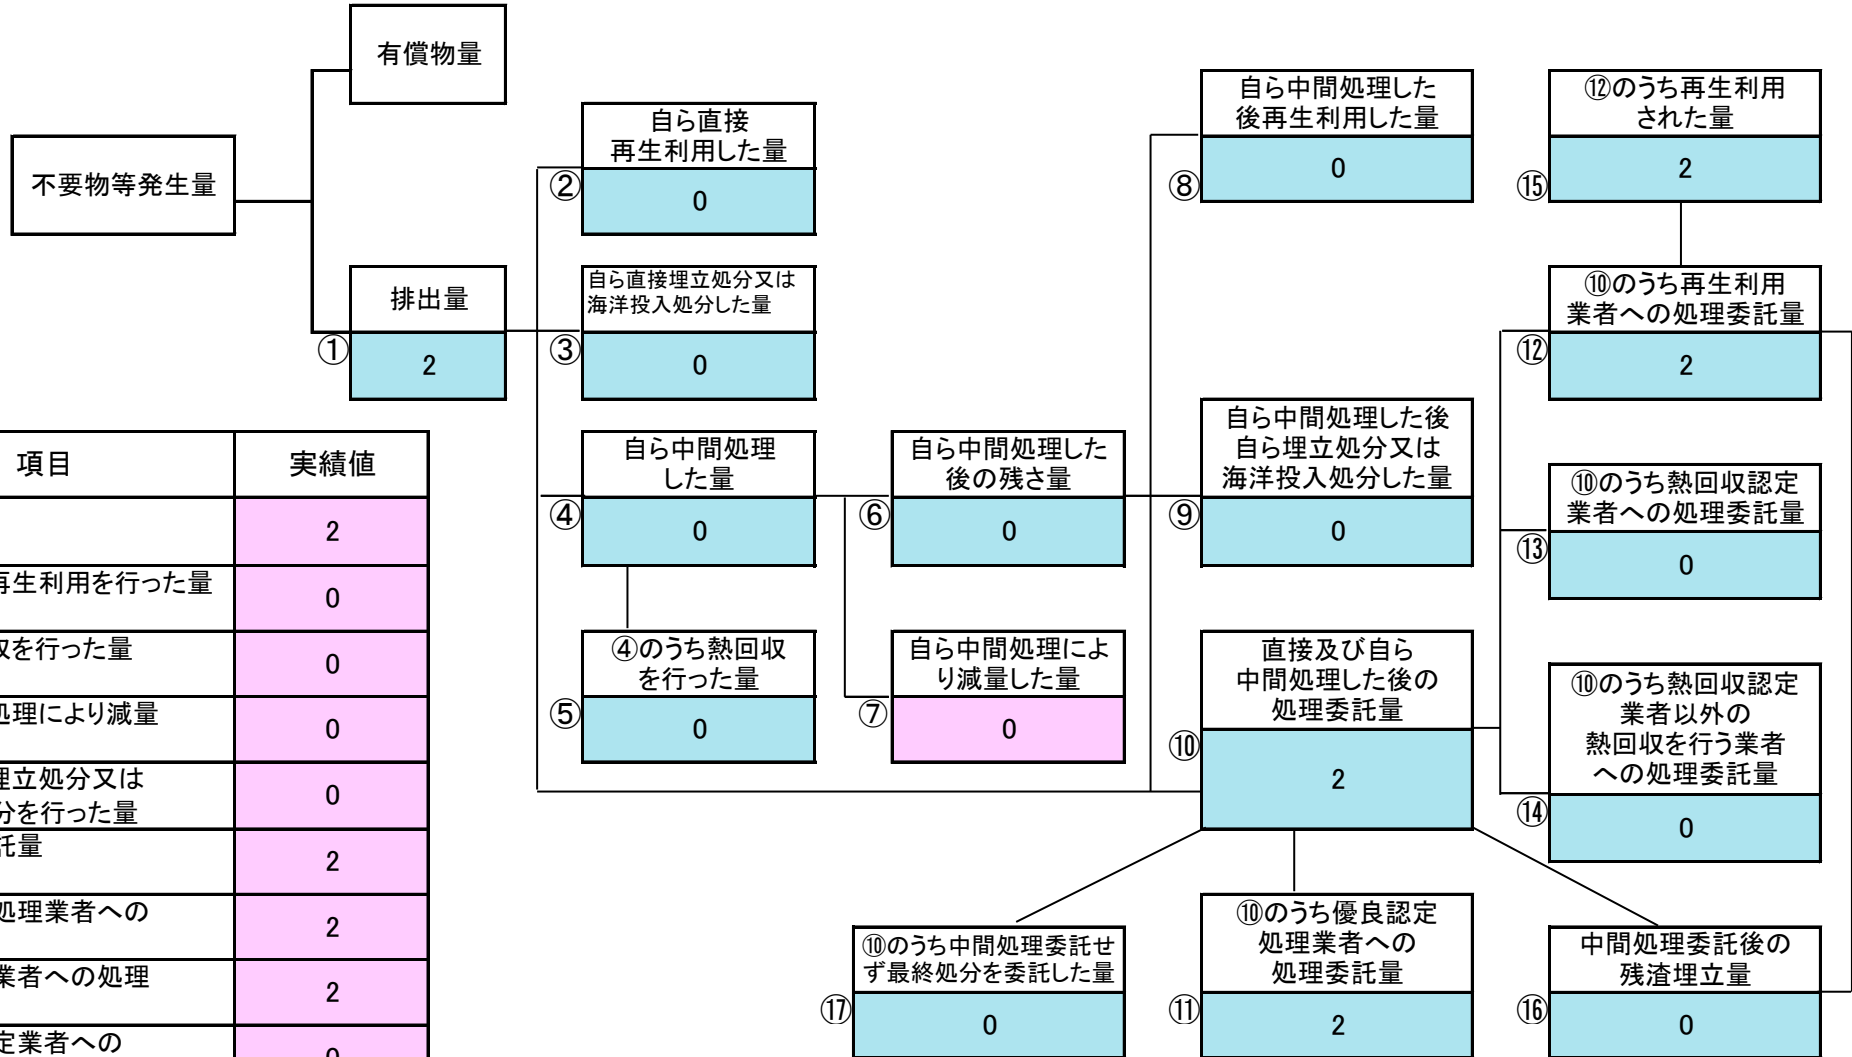 有償物量
不要物等発生量
排出量
①
2
自ら直接
再生利用した量
②
0
自ら直接埋立処分又は
海洋投入処分した量
③
0
自ら中間処理
した量
④
0
④のうち熱回収
を行った量
⑤
0
自ら中間処理した
後の残さ量
⑥
0
自ら中間処理によ
り減量した量
⑦
0
自ら中間処理した
後再生利用した量
⑧
0
自ら中間処理した後
自ら埋立処分又は
海洋投入処分した量
⑨
0
直接及び自ら
中間処理した後の
処理委託量
⑩
2
⑩のうち優良認定
処理業者への
処理委託量
⑪
2
⑫のうち再生利用
された量
⑮
2
⑩のうち再生利用
業者への処理委託量
⑫
2
⑩のうち熱回収認定
業者への処理委託量
⑬
0
⑩のうち熱回収認定
業者以外の
熱回収を行う業者
への処理委託量
⑭
0
中間処理委託後の
残渣埋立量
⑯
0
⑩のうち中間処理委託せ
ず最終処分を委託した量
⑰
0
項目 実績値
2
再生利用を行った量 0
を行った量 0
処理により減量 0
埋立処分又は
分を行った量 0
託量 2
処理業者への 2
業者への処理 2
定業者への 0